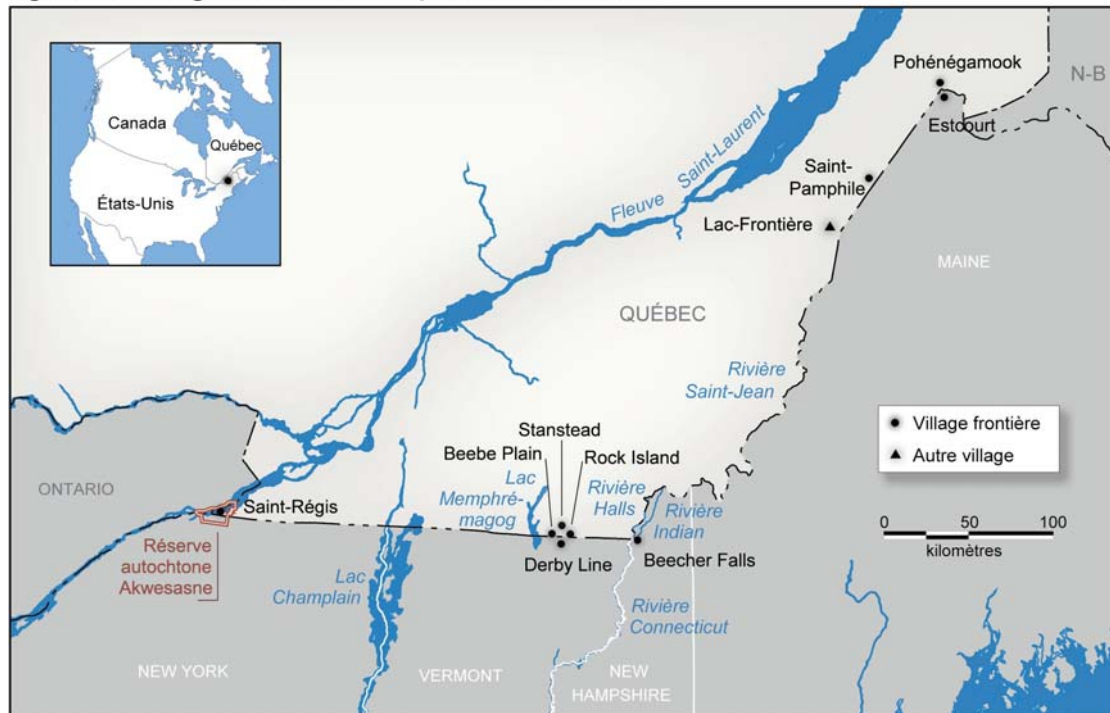 Canada
Québec
États-Unis
Pohénégamook
N-B
Estcourt
Saint-
Pamphile
Fleuve Saint-Laurent
Lac-Frontière
MAINE
QUÉBEC
Rivière
Saint-Jean
Village frontière
Autre village
Stanstead
Beebe Plain
Rock Island
Lac
Memphré-
magog
Rivière
Halls
Rivière
Indian
ONTARIO
Saint-Régis
0 50 100
kilomètres
Réserve
autochtone
Akwesasne
Derby Line
Beecher Falls
Lac
Champlain
Rivière
Connecticut
NEW YORK
VERMONT
NEW
HAMPSHIRE